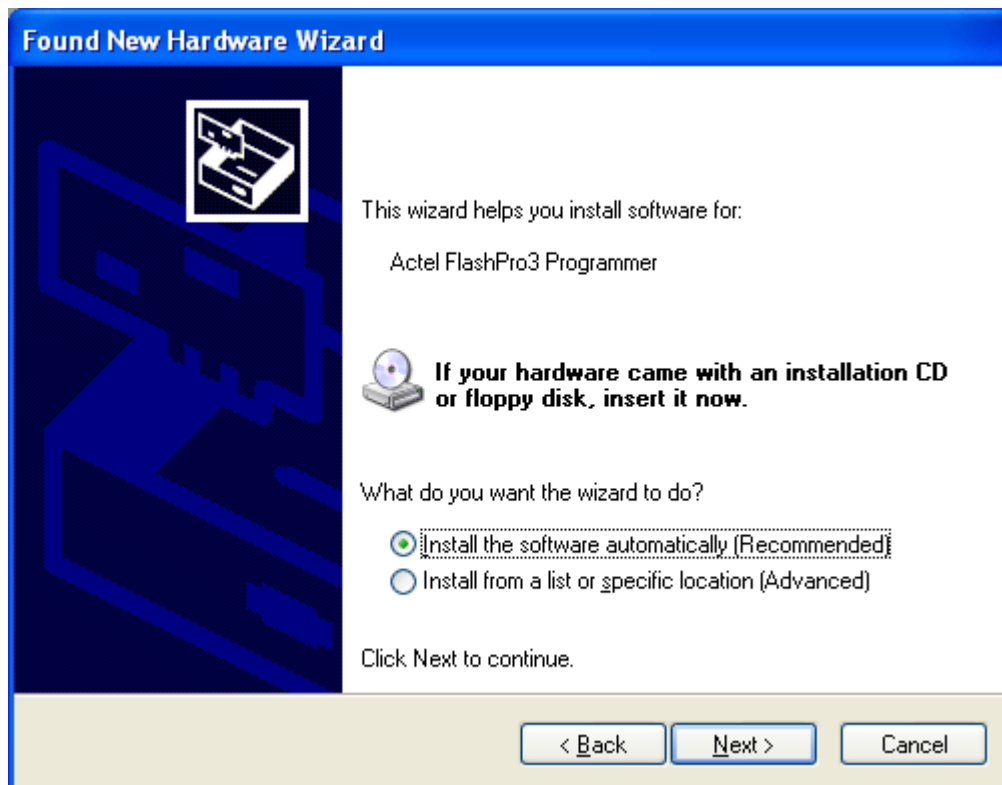 Found New Hardware Wizard
This wizard helps you install software for:
Actel FlashPro3 Programmer
If your hardware came with an installation CD
or floppy disk, insert it now.
What do you want the wizard to do?
Install the software automatically (Recommended)
Install from a list or specific location (Advanced)
Click Next to continue.
< Back
Next >
Cancel